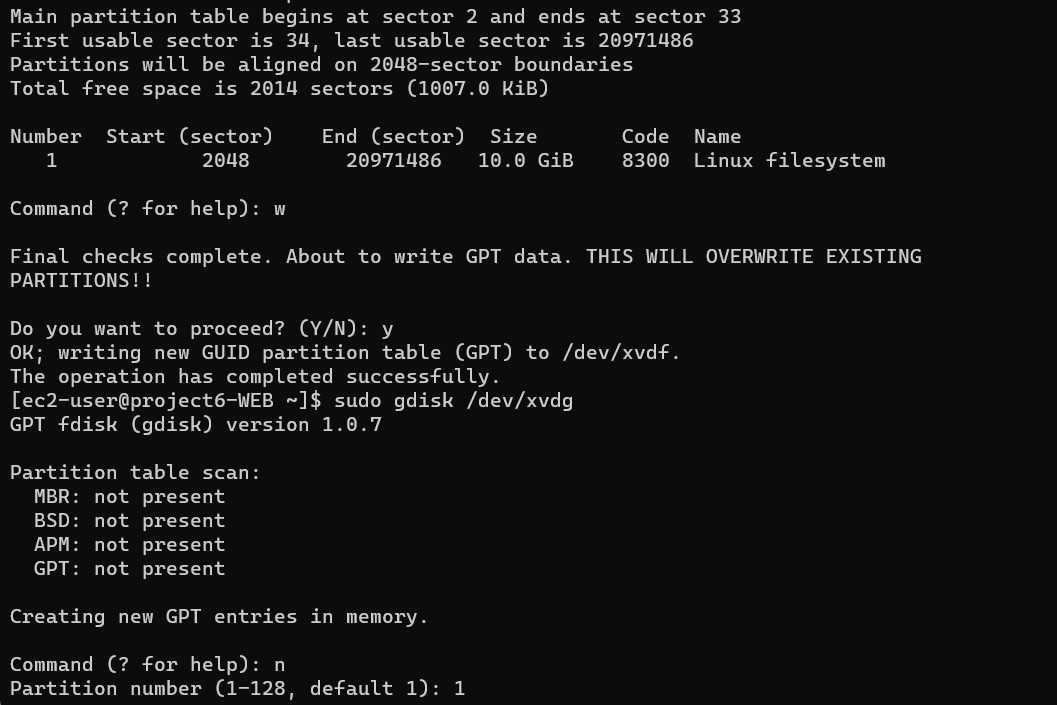 Main partition table begins at sector 2 and ends at sector 33
First usable sector is 34, last usable sector is 20971486
Partitions will be aligned on 2048-sector boundaries
Total free space is 2014 sectors (1007.0 KiB)
Number  Start (sector)    End (sector)  Size       Code  Name
   1            2048        20971486   10.0 GiB    8300  Linux filesystem
Command (? for help): w
Final checks complete. About to write GPT data. THIS WILL OVERWRITE EXISTING
PARTITIONS!!
Do you want to proceed? (Y/N): y
OK; writing new GUID partition table (GPT) to /dev/xvdf.
The operation has completed successfully.
[ec2-user@project6-WEB ~]$ sudo gdisk /dev/xvdg
GPT fdisk (gdisk) version 1.0.7
Partition table scan:
  MBR: not present
  BSD: not present
  APM: not present
  GPT: not present
Creating new GPT entries in memory.
Command (? for help): n
Partition number (1-128, default 1): 1